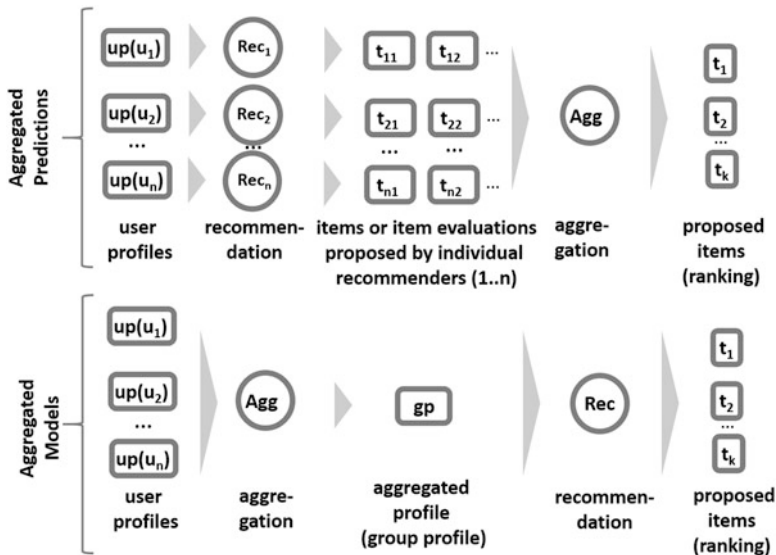 Aggregated
Predictions
up(u₁) Rec₁ t₁₁ t₁₂ ...
up(u₂) Rec₂ t₂₁ t₂₂ ...
... ... ... ...
up(uₙ) Recₙ tₙ₁ tₙ₂ ...
Agg
t₁
t₂
...
tₖ
user
profiles
recommen-
dation
items or item evaluations
proposed by individual
recommenders (1..n)
aggre-
gation
proposed
items
(ranking)
Aggregated
Models
up(u₁)
up(u₂)
...
up(uₙ)
Agg
gp
Rec
t₁
t₂
...
tₖ
user
profiles
aggre-
gation
aggregated
profile
(group profile)
recommen-
dation
proposed
items
(ranking)